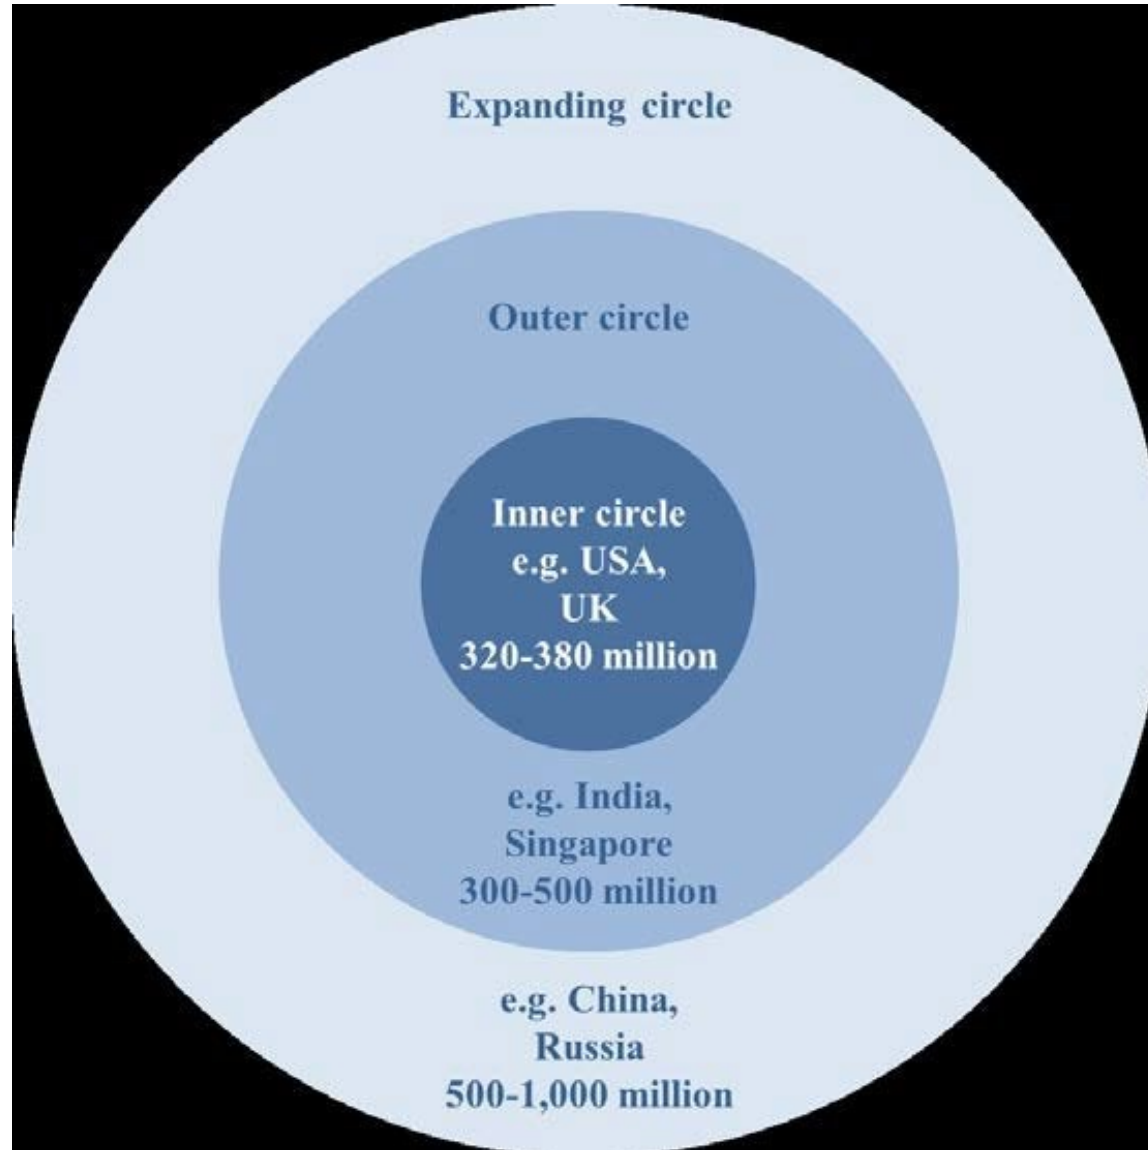 Expanding circle
Outer circle
Inner circle
e.g. USA,
UK
320-380 million
e.g. India,
Singapore
300-500 million
e.g. China,
Russia
500-1,000 million